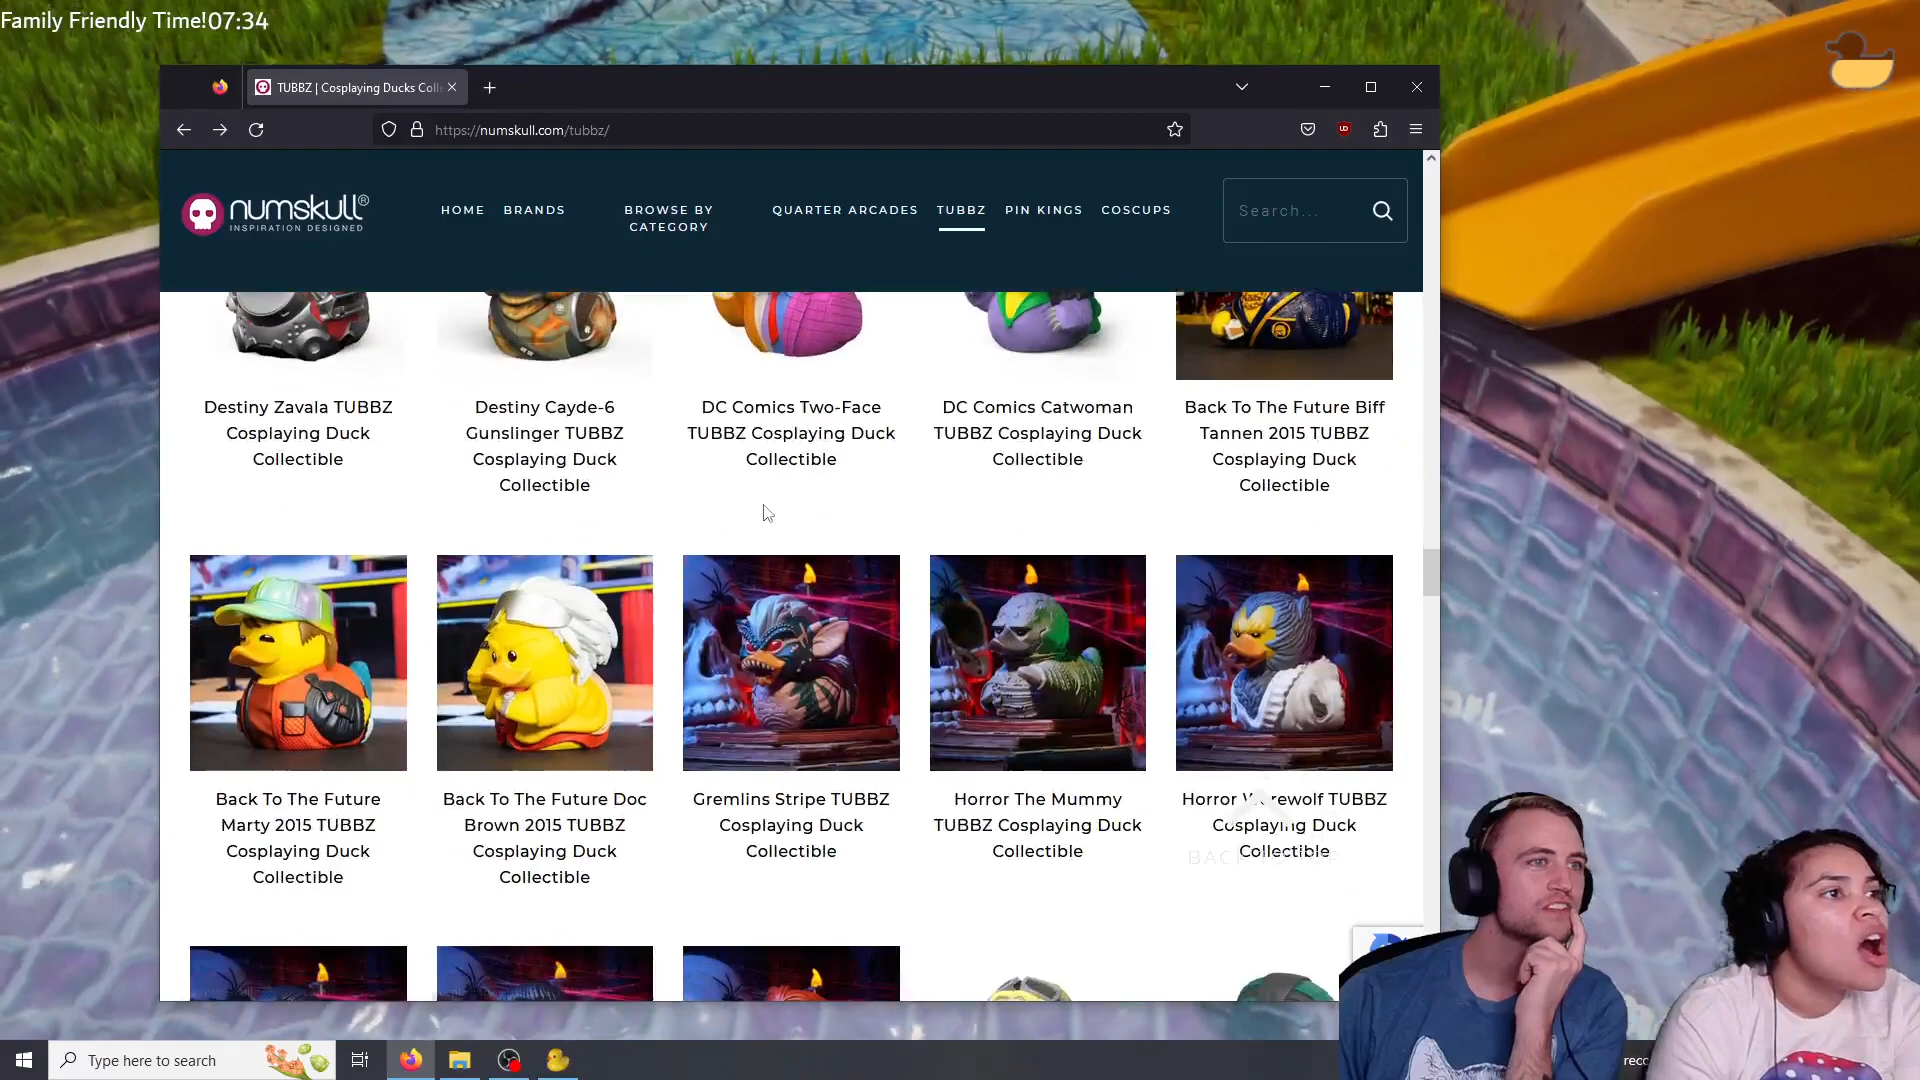 Family Friendly Time!07:34
TUBBZ | Cosplaying Ducks Coll
https://numskull.com/tubbz/
numskull®
INSPIRATION DESIGNED
HOME
BRANDS
BROWSE BY
CATEGORY
QUARTER ARCADES
TUBBZ
PIN KINGS
COSCUPS
Search...
Destiny Zavala TUBBZ
Cosplaying Duck
Collectible
Destiny Cayde-6
Gunslinger TUBBZ
Cosplaying Duck
Collectible
DC Comics Two-Face
TUBBZ Cosplaying Duck
Collectible
DC Comics Catwoman
TUBBZ Cosplaying Duck
Collectible
Back To The Future Biff
Tannen 2015 TUBBZ
Cosplaying Duck
Collectible
Back To The Future
Marty 2015 TUBBZ
Cosplaying Duck
Collectible
Back To The Future Doc
Brown 2015 TUBBZ
Cosplaying Duck
Collectible
Gremlins Stripe TUBBZ
Cosplaying Duck
Collectible
Horror The Mummy
TUBBZ Cosplaying Duck
Collectible
Horror Werewolf TUBBZ
Cosplaying Duck
Collectible
BACK TO TOP
Type here to search